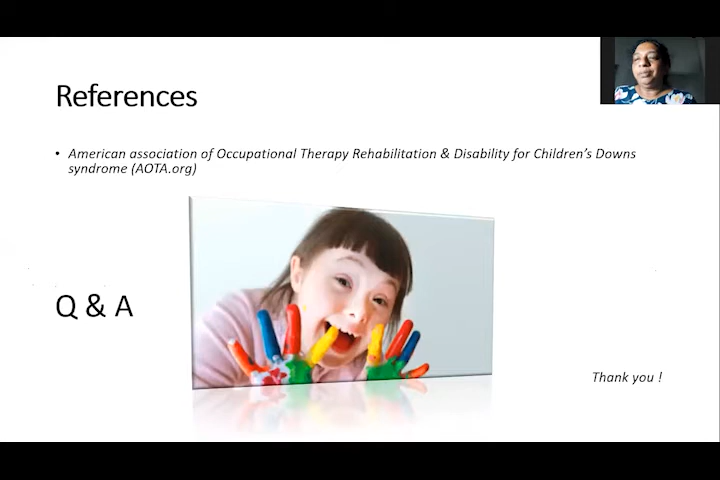 References
• American association of Occupational Therapy Rehabilitation & Disability for Children's Downs
syndrome (AOTA.org)
Q & A
Thank you !